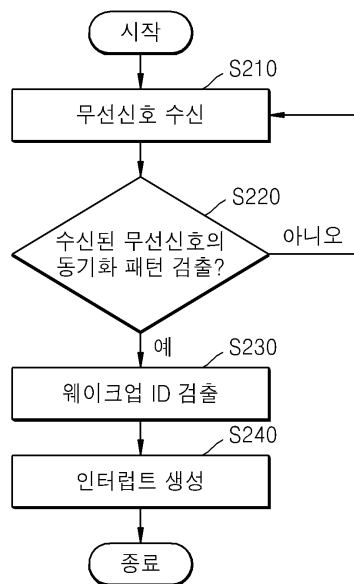 시작
S210
무선신호 수신
S220
수신된 무선신호의
동기화 패턴 검출?
아니오
예
S230
웨이크업 ID 검출
S240
인터럽트 생성
종료